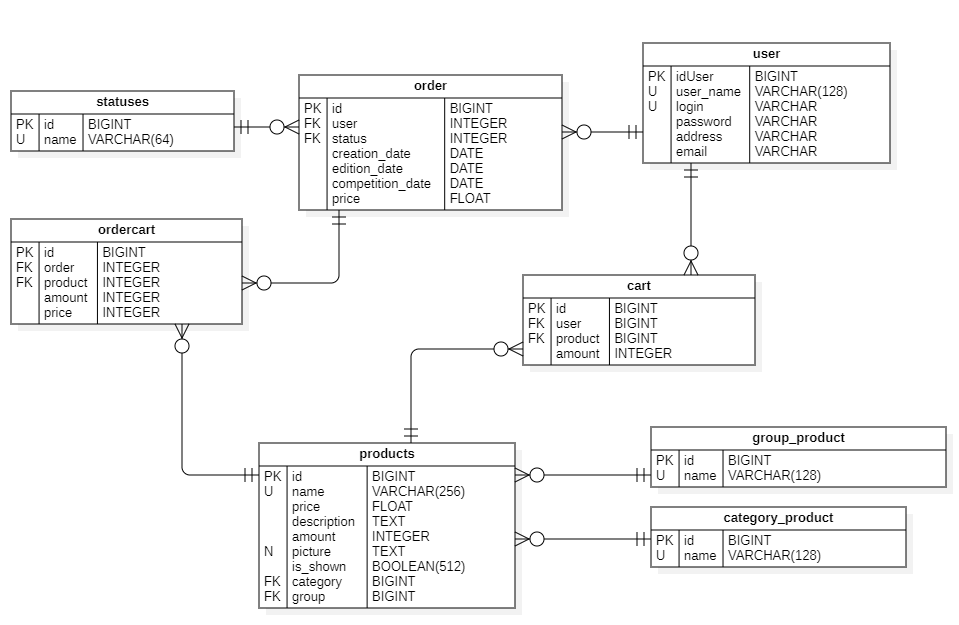 statuses
PK id BIGINT
U name VARCHAR(64)
order
PK id BIGINT
FK user INTEGER
FK status INTEGER
creation_date DATE
edition_date DATE
competition_date DATE
price FLOAT
user
PK idUser BIGINT
U user_name VARCHAR(128)
U login VARCHAR
password VARCHAR
address VARCHAR
email VARCHAR
ordercart
PK id BIGINT
FK order INTEGER
FK product INTEGER
amount INTEGER
price INTEGER
cart
PK id BIGINT
FK user BIGINT
FK product BIGINT
amount INTEGER
products
PK id BIGINT
U name VARCHAR(256)
price FLOAT
description TEXT
amount INTEGER
N picture TEXT
is_shown BOOLEAN(512)
FK category BIGINT
FK group BIGINT
group_product
PK id BIGINT
U name VARCHAR(128)
category_product
PK id BIGINT
U name VARCHAR(128)